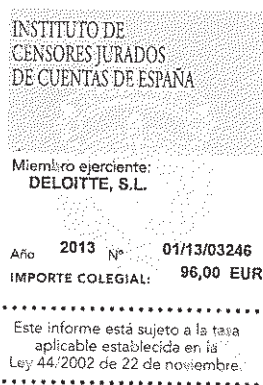 INSTITUTO DE
CENSORES JURADOS
DE CUENTAS DE ESPAÑA
Miembro ejerciente:
DELOITTE, S.L.
Año 2013 Nº 01/13/03246
IMPORTE COLEGIAL: 96,00 EUR
Este informe está sujeto a la tasa
aplicable establecida en la
Ley 44/2002 de 22 de noviembre.